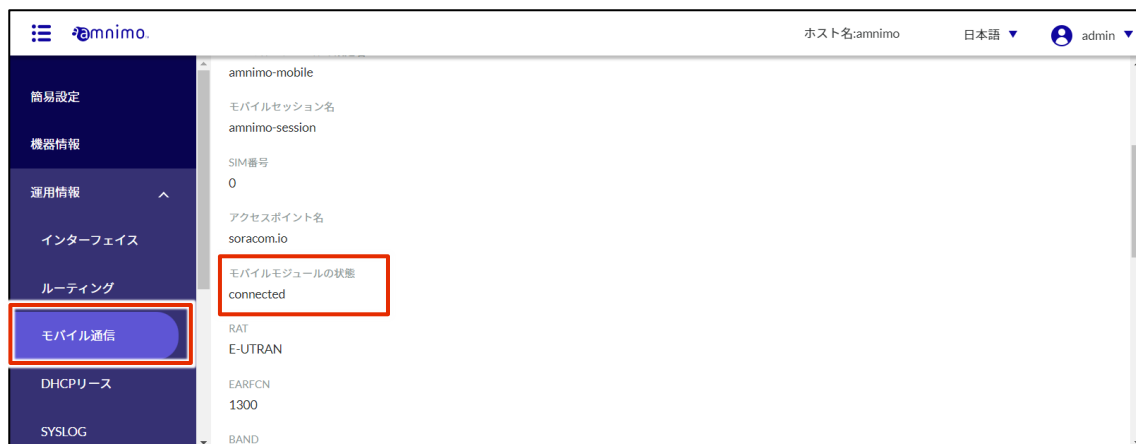 amnimo.
ホスト名:amnimo
日本語 ▼
admin ▼
簡易設定
機器情報
運用情報
インターフェイス
ルーティング
モバイル通信
DHCPリース
SYSLOG
amnimo-mobile
モバイルセッション名
amnimo-session
SIM番号
0
アクセスポイント名
soracom.io
モバイルモジュールの状態
connected
RAT
E-UTRAN
EARFCN
1300
BAND